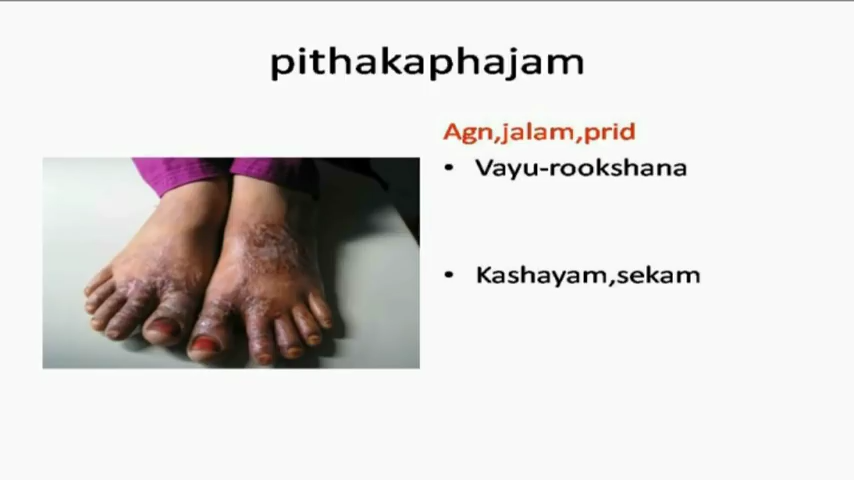 pithakaphajam
Agn,jalam,prid
• Vayu-rookshana
• Kashayam,sekam